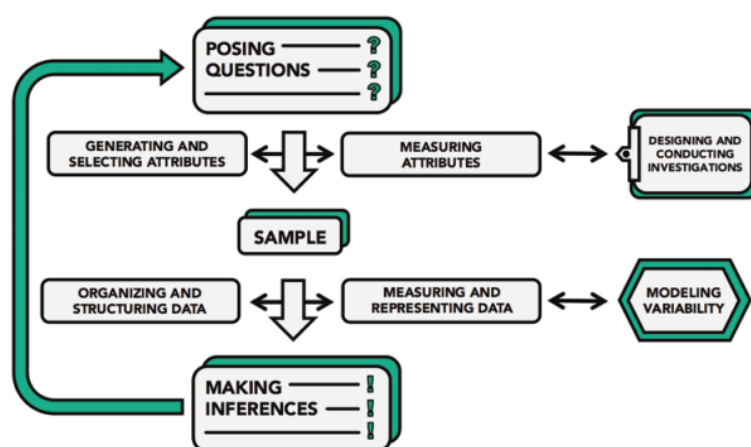 POSING ?
QUESTIONS ?
?
GENERATING AND
SELECTING ATTRIBUTES
MEASURING
ATTRIBUTES
DESIGNING AND
CONDUCTING
INVESTIGATIONS
SAMPLE
ORGANIZING AND
STRUCTURING DATA
MEASURING AND
REPRESENTING DATA
MODELING
VARIABILITY
MAKING !
INFERENCES !
!